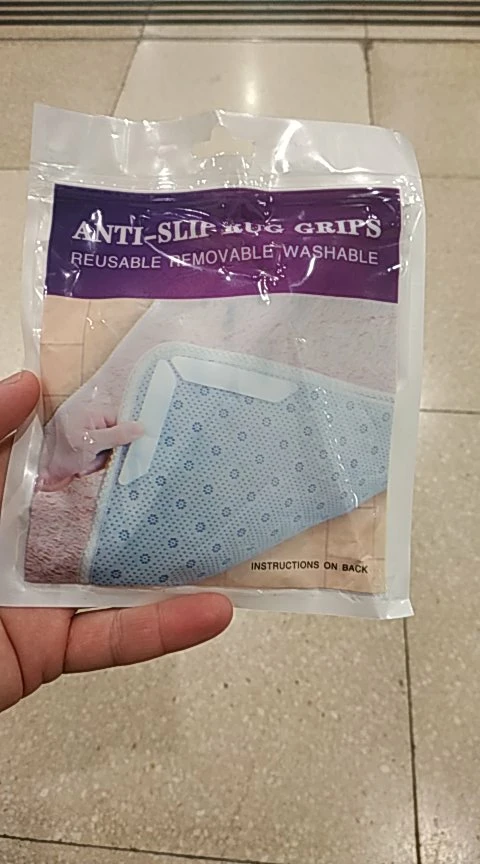 ANTI-SLIP RUG GRIPS
REUSABLE REMOVABLE WASHABLE
INSTRUCTIONS ON BACK